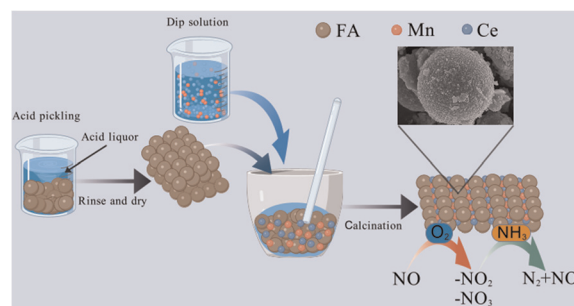 Dip solution
FA
Mn
Ce
Acid pickling
Acid liquor
Rinse and dry
Calcination
O₂
NH₃
NO
-NO₂
-NO₃
N₂+NO